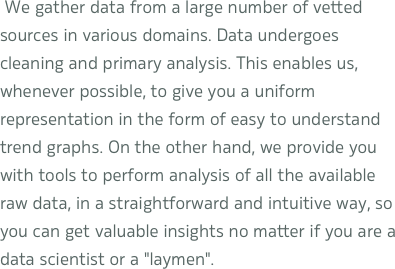 We gather data from a large number of vetted
sources in various domains. Data undergoes
cleaning and primary analysis. This enables us,
whenever possible, to give you a uniform
representation in the form of easy to understand
trend graphs. On the other hand, we provide you
with tools to perform analysis of all the available
raw data, in a straightforward and intuitive way, so
you can get valuable insights no matter if you are a
data scientist or a "laymen".